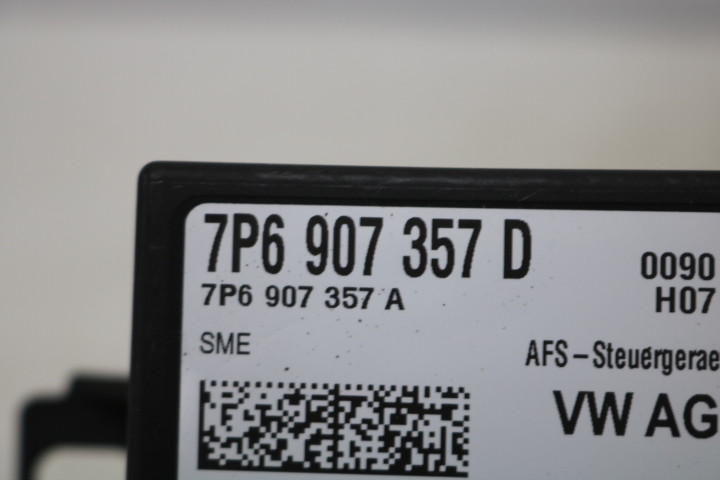 7P6 907 357 D 0090
7P6 907 357 A H07
SME
AFS-Steuergerae
VW AG